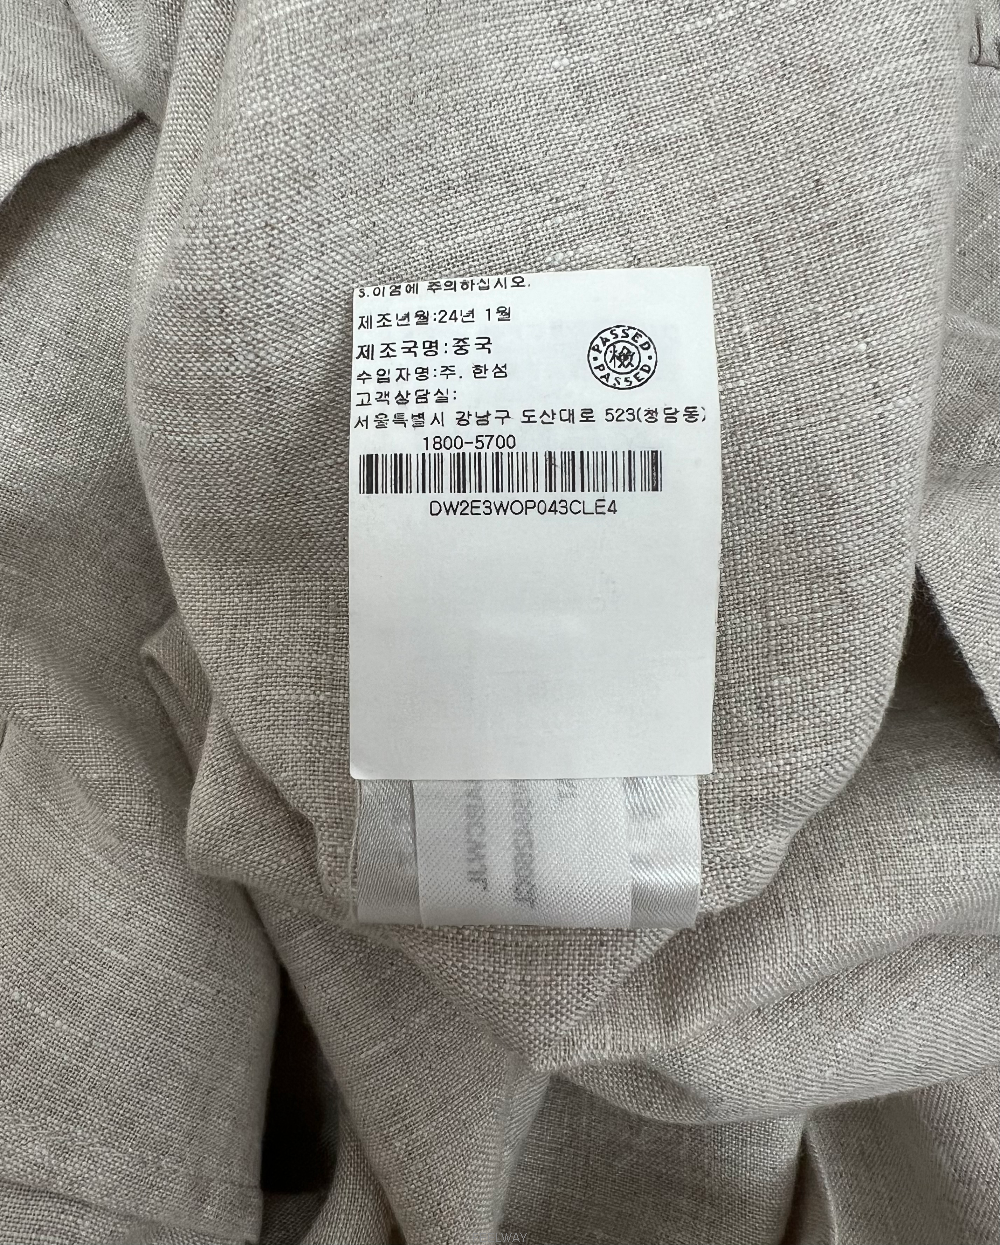 3.이염에 주의하십시오.
제조년월:24년 1월
제조국명:중국
수입자명:주. 한섬
고객상담실:
서울특별시 강남구 도산대로 523(청담동)
1800-5700
DW2E3WOP043CLE4
PASSED
PASSED
LWAY